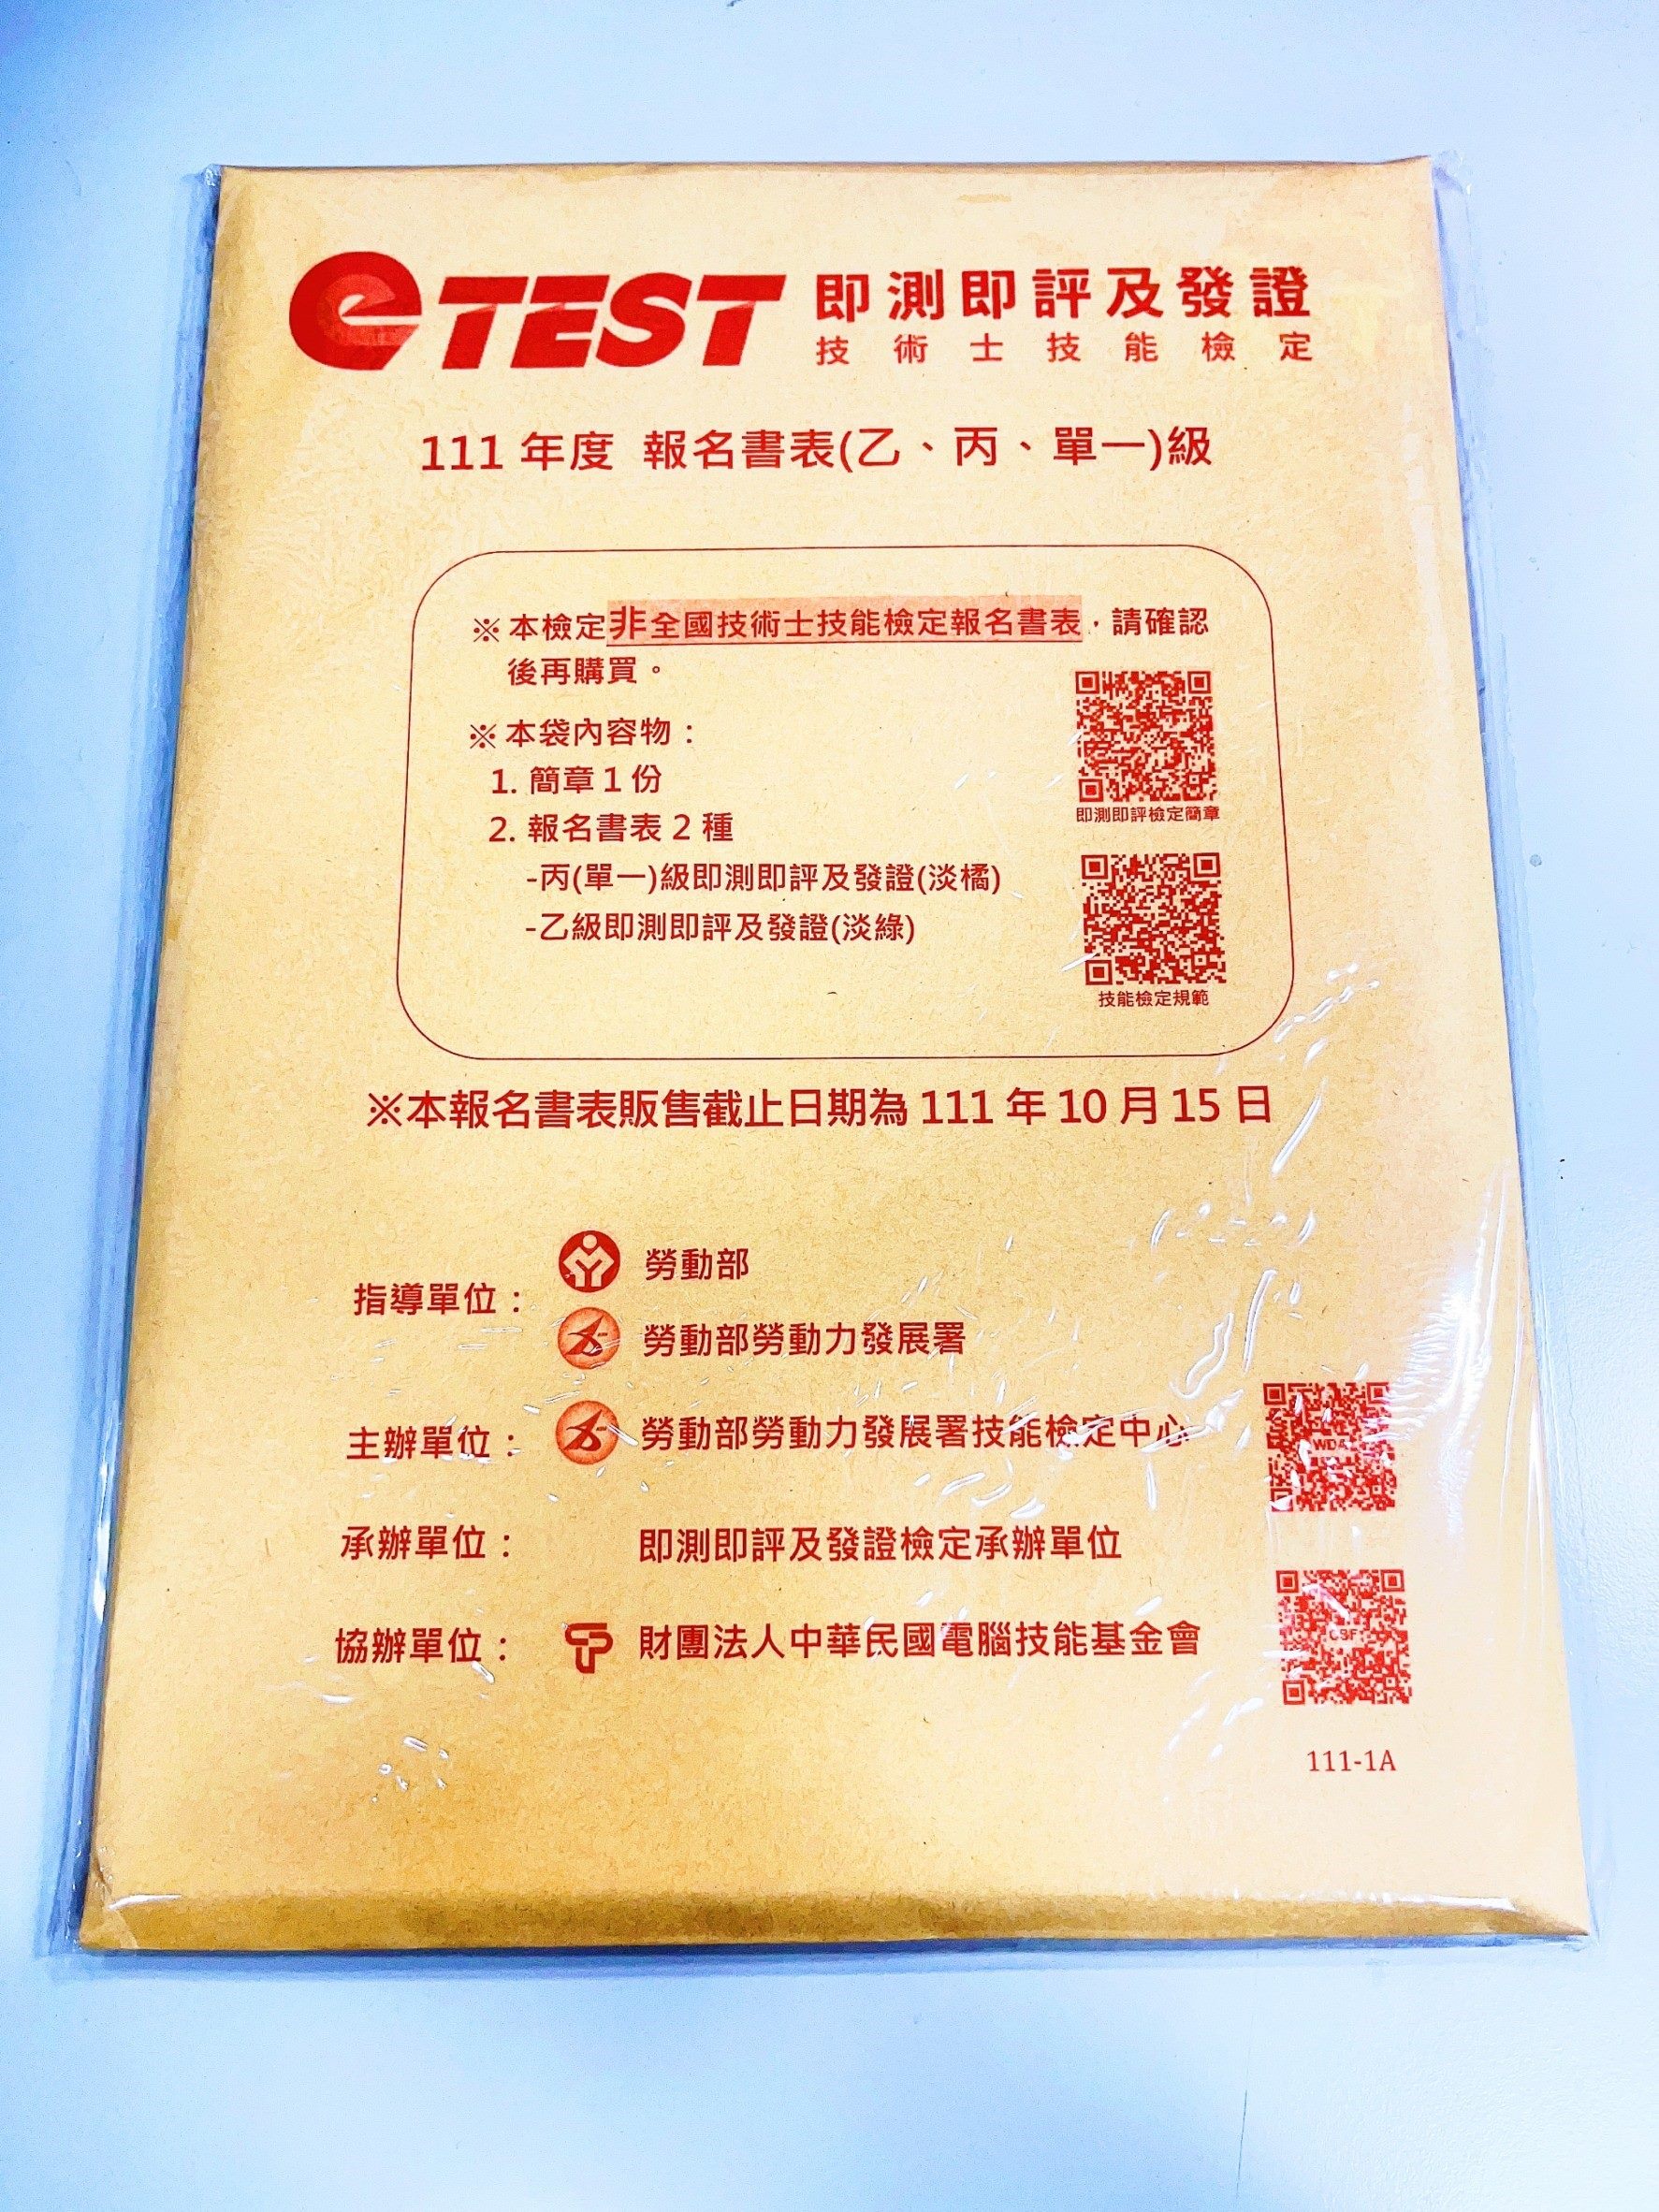 eTEST 即測即評及發證
技術士技能檢定
111 年度 報名書表(乙、丙、單一)級
※本檢定非全國技術士技能檢定報名書表，請確認
後再購買。
※本袋內容物：
1. 簡章 1 份
2. 報名書表 2 種
-丙(單一)級即測即評及發證(淡橘)
-乙級即測即評及發證(淡綠)
即測即評檢定簡章
技能檢定規範
※本報名書表販售截止日期為 111 年 10 月 15 日
指導單位：
勞動部
勞動部勞動力發展署
主辦單位：勞動部勞動力發展署技能檢定中心
WDA
承辦單位：即測即評及發證檢定承辦單位
協辦單位：財團法人中華民國電腦技能基金會
CSF
111-1A